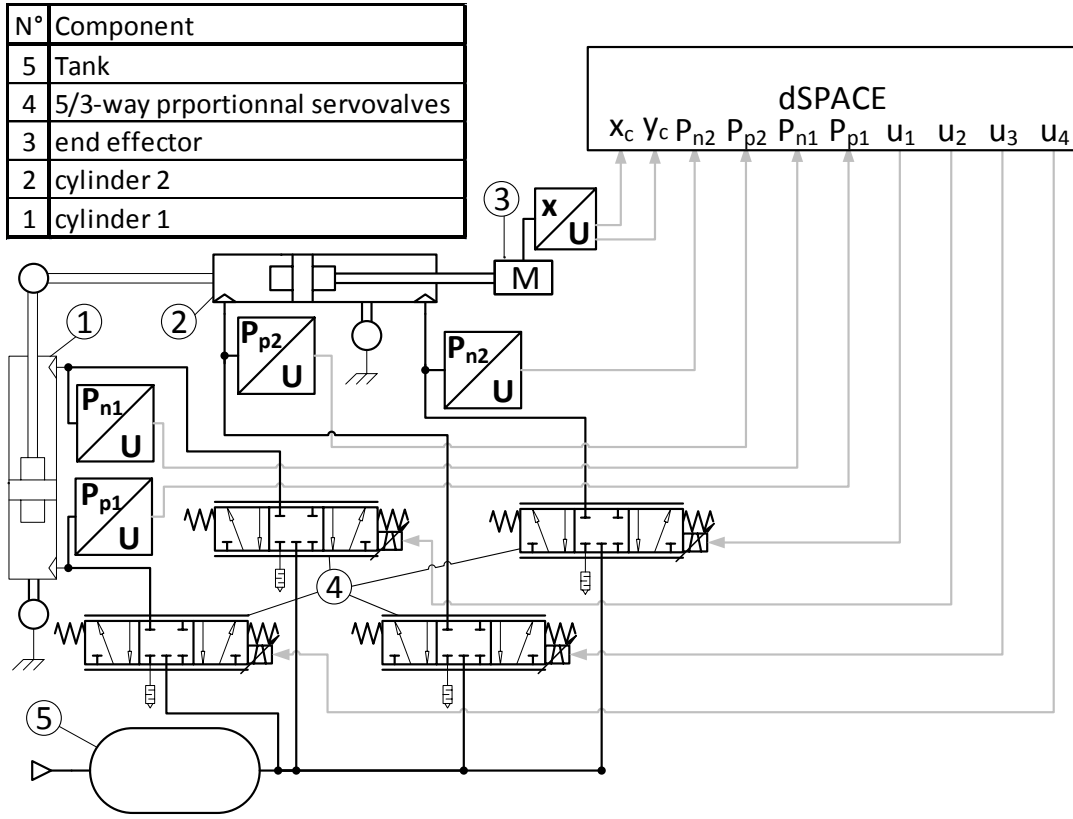 N° Component
5 Tank
4 5/3-way prportionnal servovalves
3 end effector
2 cylinder 2
1 cylinder 1
dSPACE
xc yc Pn2 Pp2 Pn1 Pp1 u1 u2 u3 u4
3
x
U
M
2
1
Pp2
U
Pn2
U
Pn1
U
Pp1
U
4
5